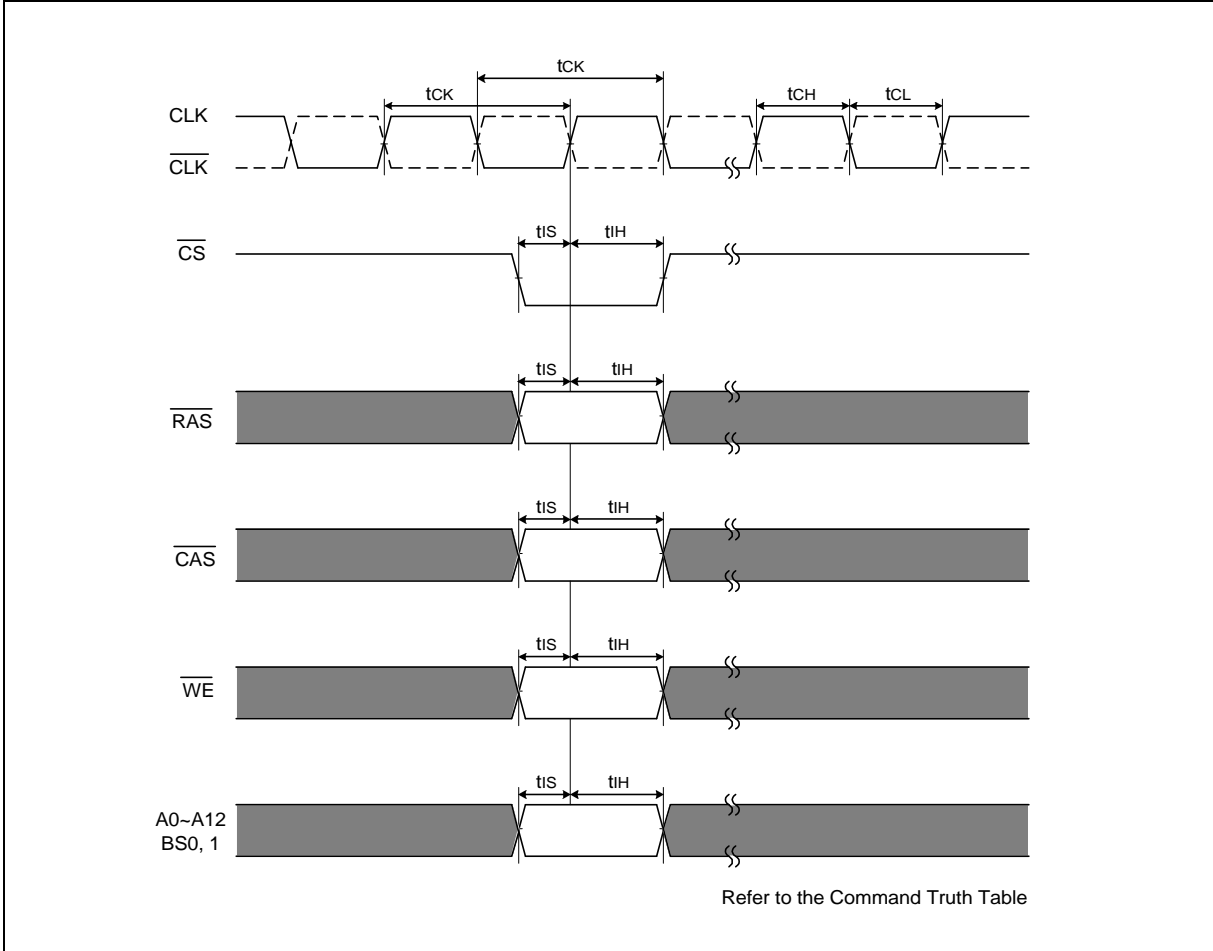 tCK
tCK
tCH
tCL
CLK
CLK
tIS
tIH
CS
tIS
tIH
RAS
tIS
tIH
CAS
tIS
tIH
WE
tIS
tIH
A0~A12
BS0, 1
Refer to the Command Truth Table